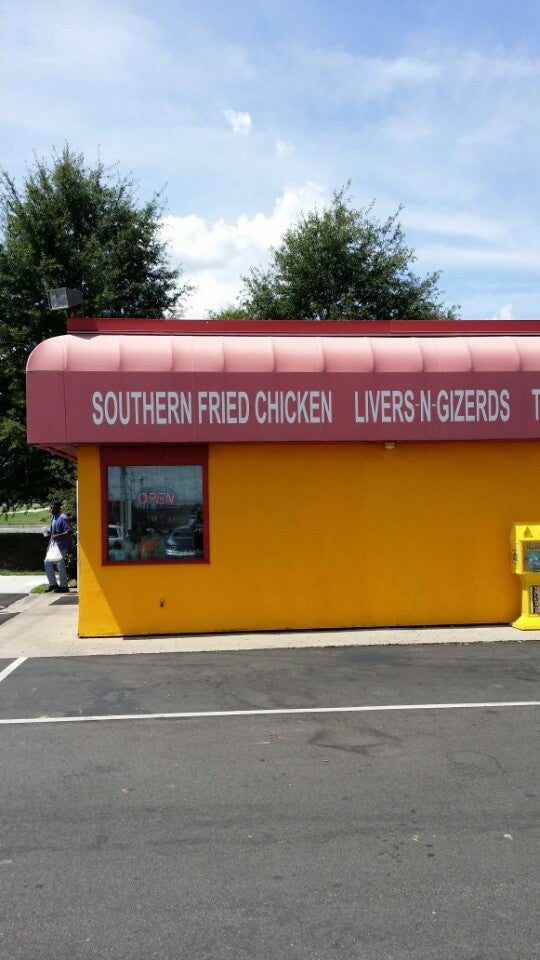 SOUTHERN FRIED CHICKEN LIVERS-N-GIZERDS T
OPEN